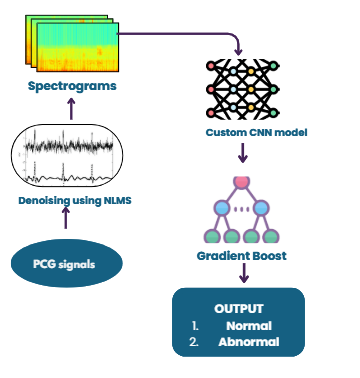 Spectrograms
Custom CNN model
Denoising using NLMS
PCG signals
Gradient Boost
OUTPUT
1. Normal
2. Abnormal